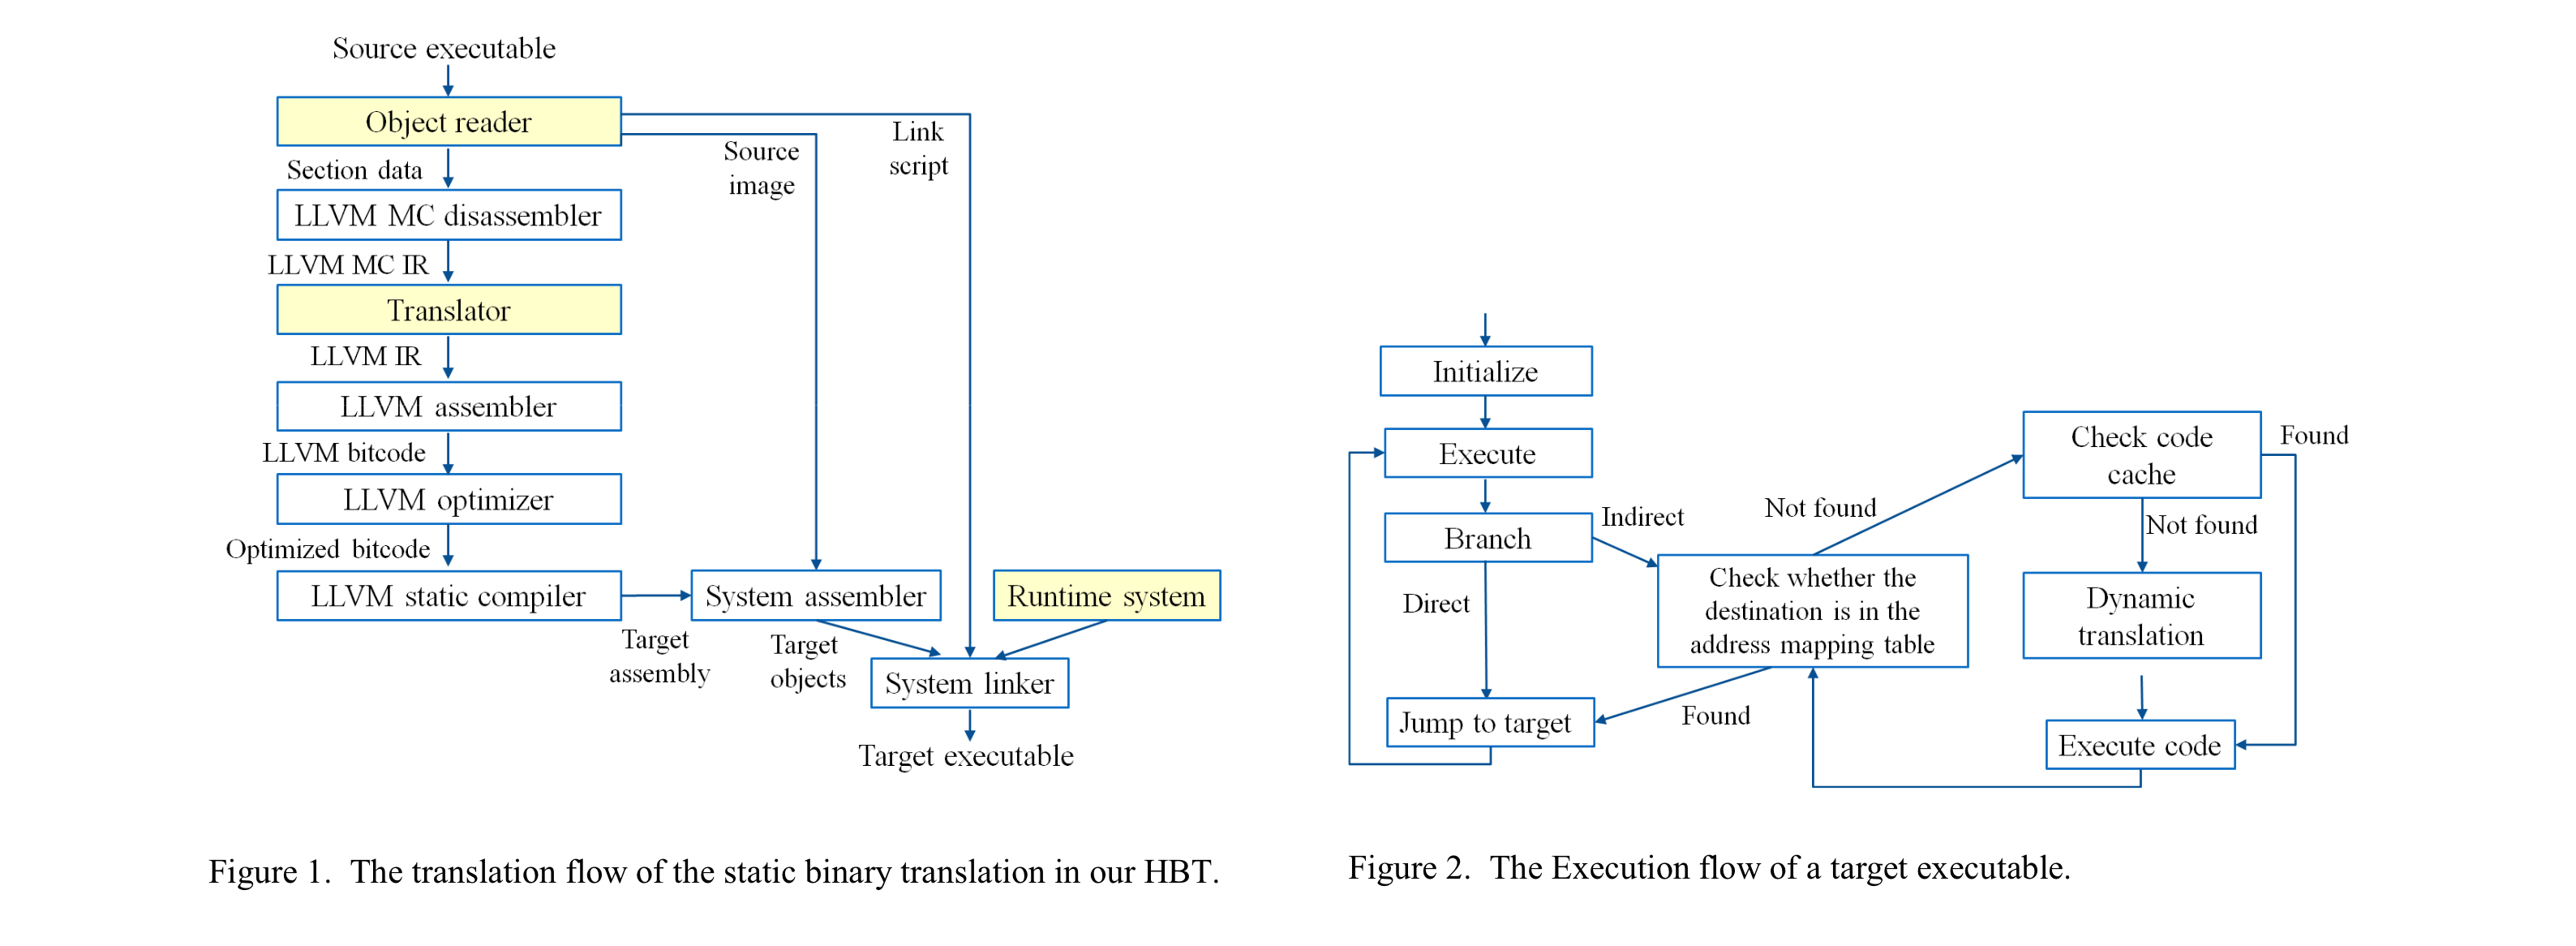 Source executable
Object reader
Link
script
Source
image
Section data
LLVM MC disassembler
LLVM MC IR
Translator
LLVM IR
LLVM assembler
LLVM bitcode
LLVM optimizer
Optimized bitcode
LLVM static compiler
System assembler
Runtime system
Target
assembly
Target
objects
System linker
Target executable
Figure 1. The translation flow of the static binary translation in our HBT.
Initialize
Execute
Branch
Indirect
Direct
Not found
Check whether the
destination is in the
address mapping table
Found
Jump to target
Check code
cache
Found
Not found
Dynamic
translation
Execute code
Figure 2. The Execution flow of a target executable.